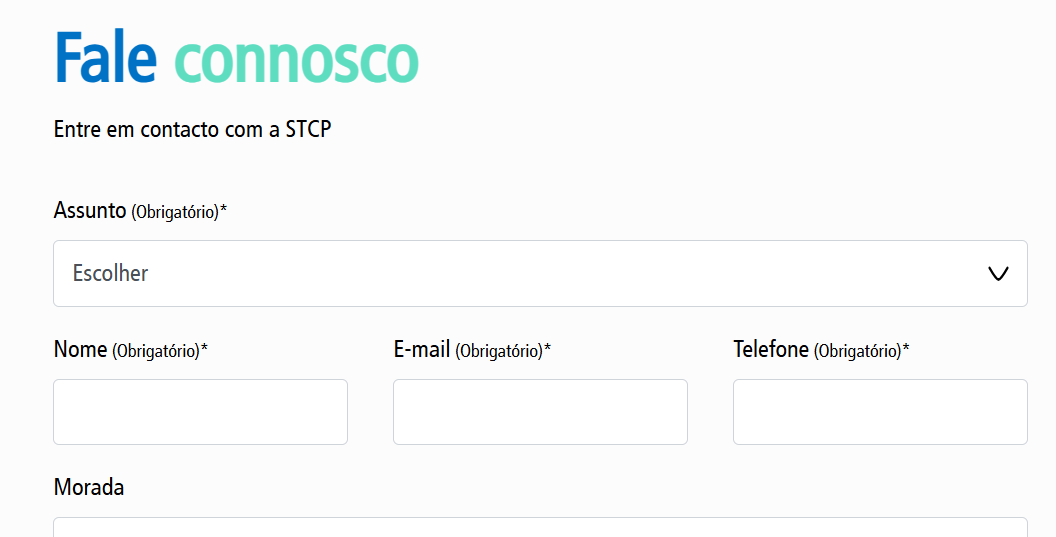 Fale connosco
Entre em contacto com a STCP
Assunto (Obrigatório)*
Escolher
Nome (Obrigatório)* E-mail (Obrigatório)* Telefone (Obrigatório)*
Morada